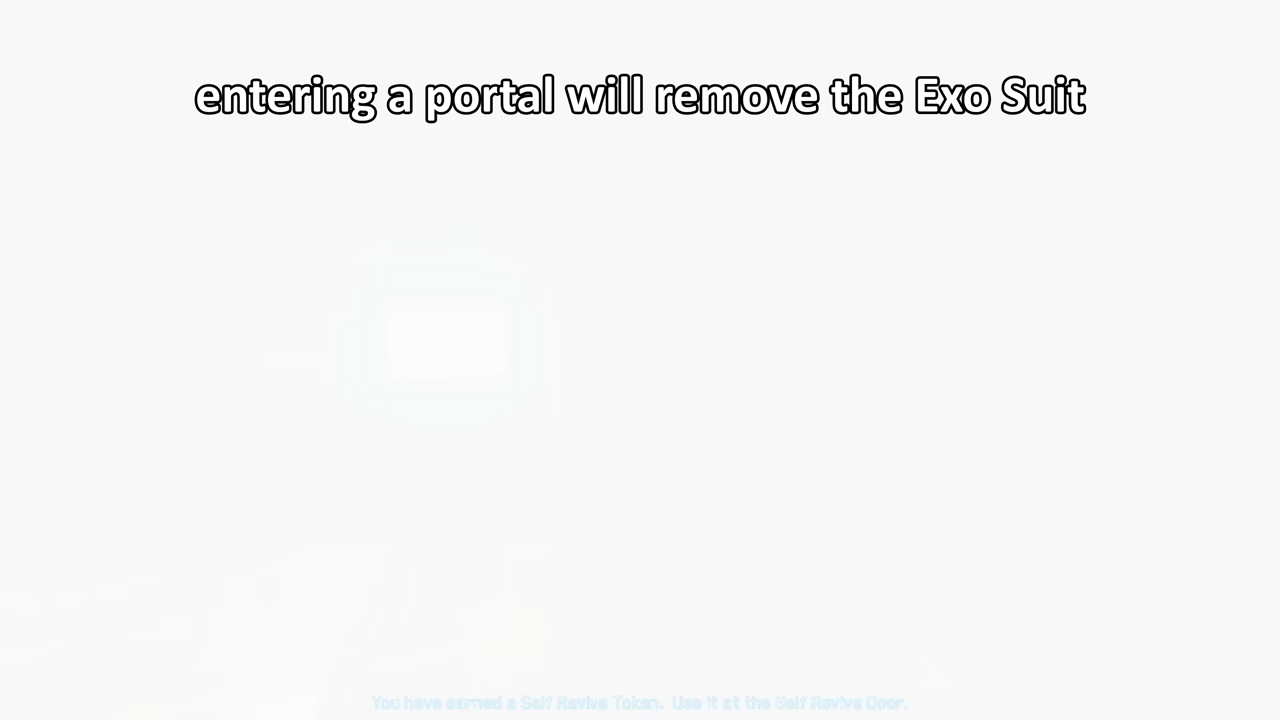 entering a portal will remove the Exo Suit
You have earned a Self Revive Token. Use it at the Self Revive Door.